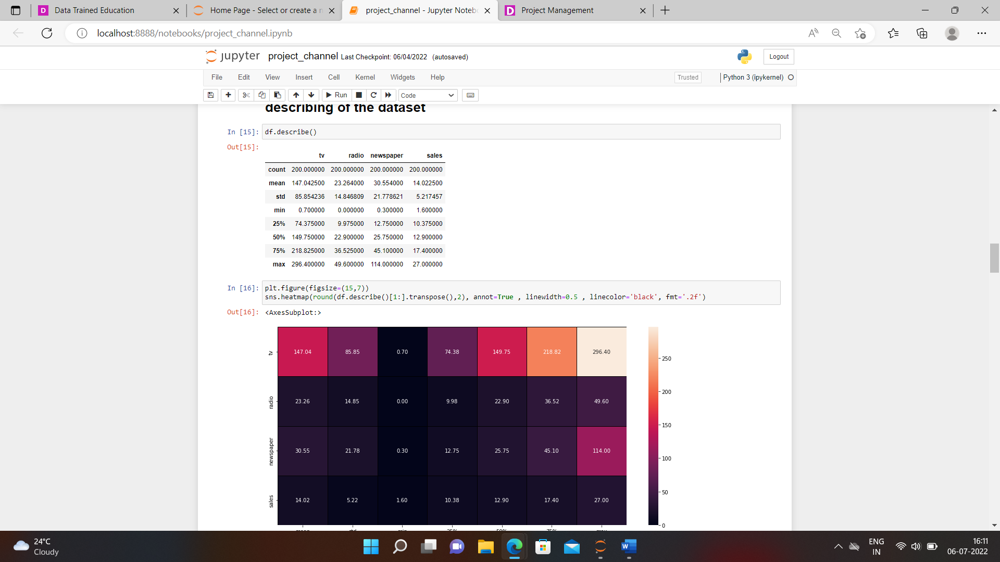 Data Trained Education
Home Page - Select or create a n
project_channel - Jupyter Notebo
Project Management
localhost:8888/notebooks/project_channel.ipynb
jupyter project_channel Last Checkpoint: 06/04/2022 (autosaved)
Logout
File Edit View Insert Cell Kernel Widgets Help
Trusted
Python 3 (ipykernel)
Run
Code
describing of the dataset
In [15]: df.describe()
Out[15]:
tv radio newspaper sales
count 200.000000 200.000000 200.000000 200.000000
mean 147.042500 23.264000 30.554000 14.022500
std 85.854236 14.846809 21.778621 5.217457
min 0.700000 0.000000 0.300000 1.600000
25% 74.375000 9.975000 12.750000 10.375000
50% 149.750000 22.900000 25.750000 12.900000
75% 218.825000 36.525000 45.100000 17.400000
max 296.400000 49.600000 114.000000 27.000000
In [16]: plt.figure(figsize=(15,7))
sns.heatmap(round(df.describe()[1:].transpose(),2), annot=True , linewidth=0.5 , linecolor='black', fmt='.2f')
Out[16]: <AxesSubplot:>
tv 147.04 85.85 0.70 74.38 149.75 218.82 296.40
radio 23.26 14.85 0.00 9.98 22.90 36.52 49.60
newspaper 30.55 21.78 0.30 12.75 25.75 45.10 114.00
sales 14.02 5.22 1.60 10.38 12.90 17.40 27.00
250
200
150
100
50
0
24°C
Cloudy
ENG
IN
16:11
06-07-2022